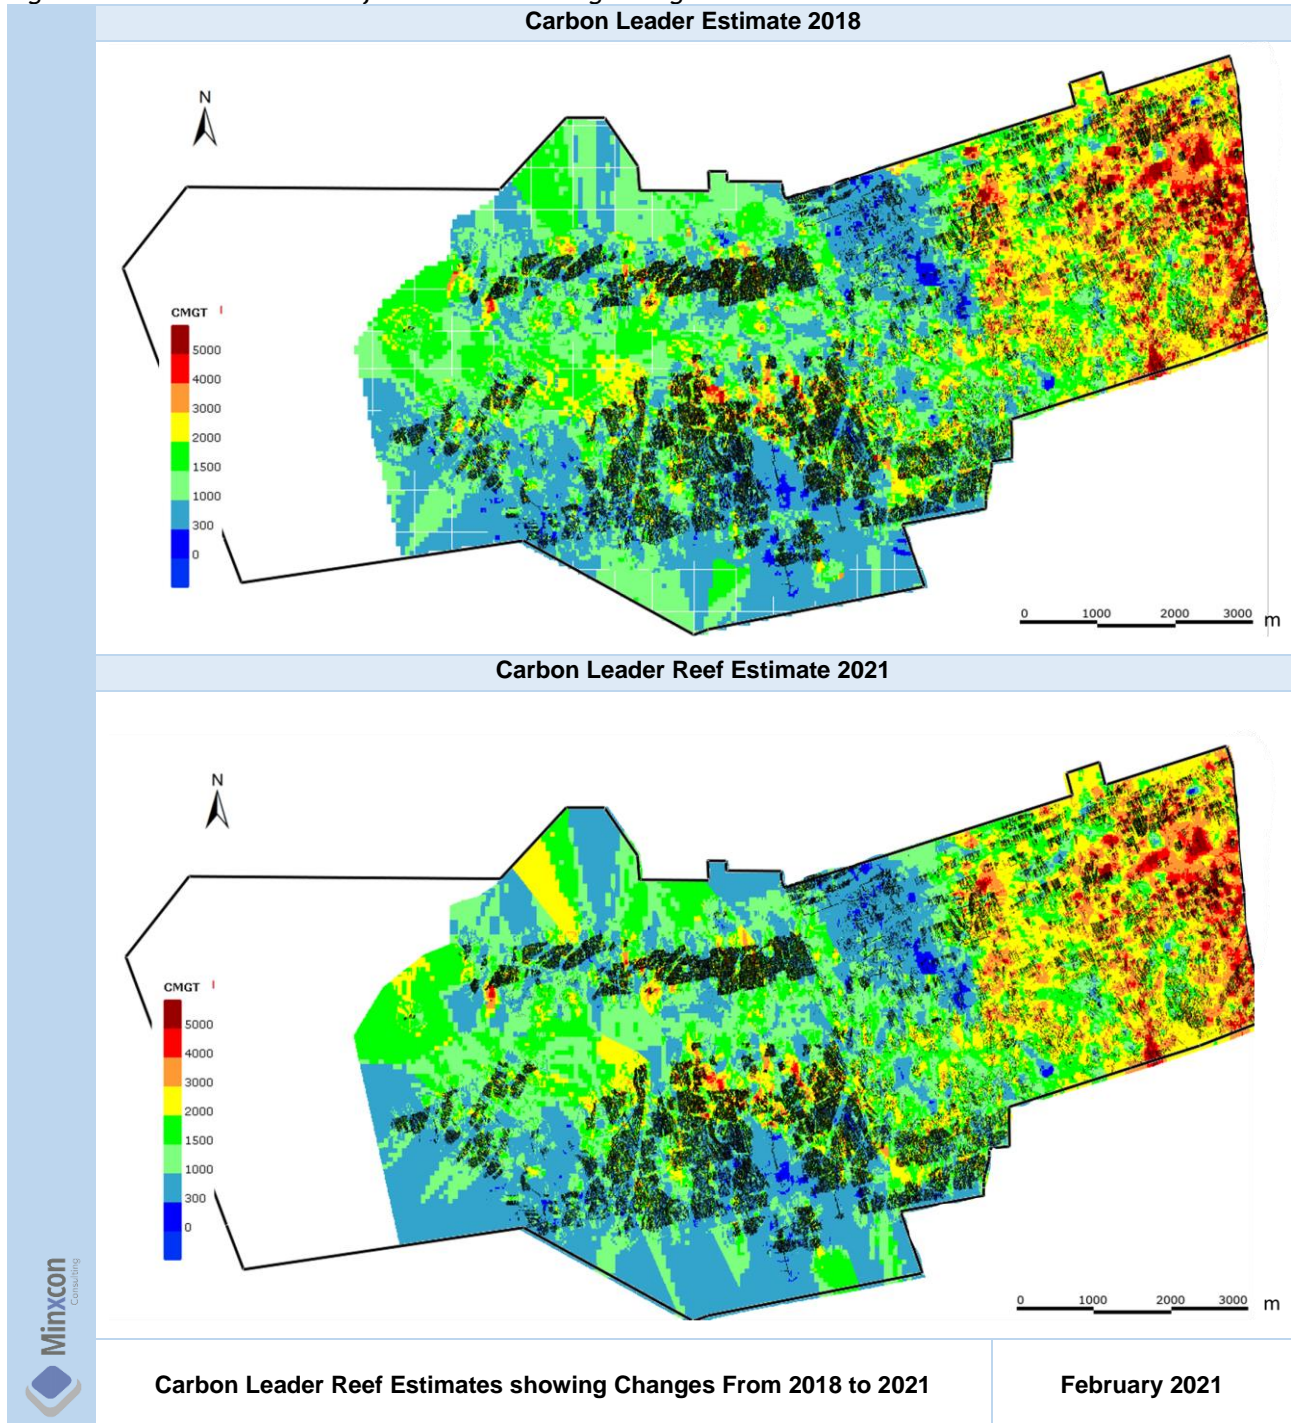 Carbon Leader Estimate 2018
N
CMGT
5000
4000
3000
2000
1500
1000
300
0
0 1000 2000 3000 m
Carbon Leader Reef Estimate 2021
N
CMGT
5000
4000
3000
2000
1500
1000
300
0
0 1000 2000 3000 m
Minxcon
Consulting
Carbon Leader Reef Estimates showing Changes From 2018 to 2021
February 2021